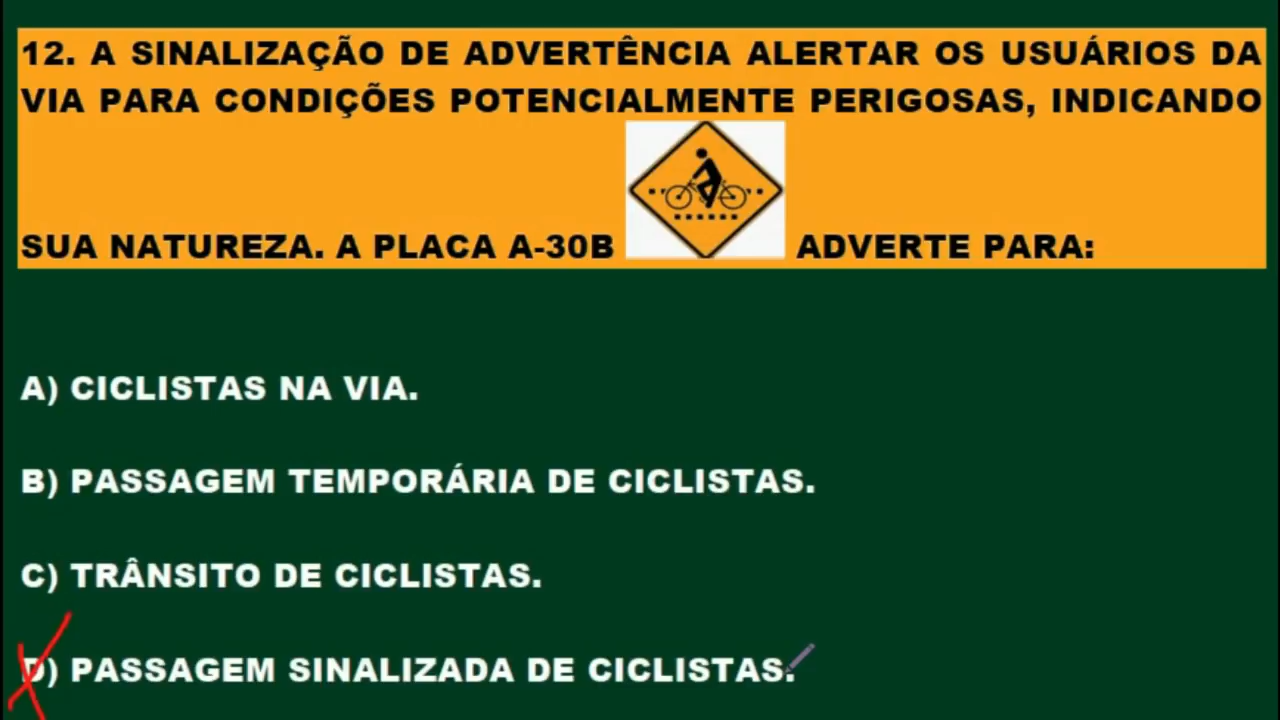 12. A SINALIZAÇÃO DE ADVERTÊNCIA ALERTAR OS USUÁRIOS DA
VIA PARA CONDIÇÕES POTENCIALMENTE PERIGOSAS, INDICANDO
SUA NATUREZA. A PLACA A-30B ADVERTE PARA:
A) CICLISTAS NA VIA.
B) PASSAGEM TEMPORÁRIA DE CICLISTAS.
C) TRÂNSITO DE CICLISTAS.
D) PASSAGEM SINALIZADA DE CICLISTAS.